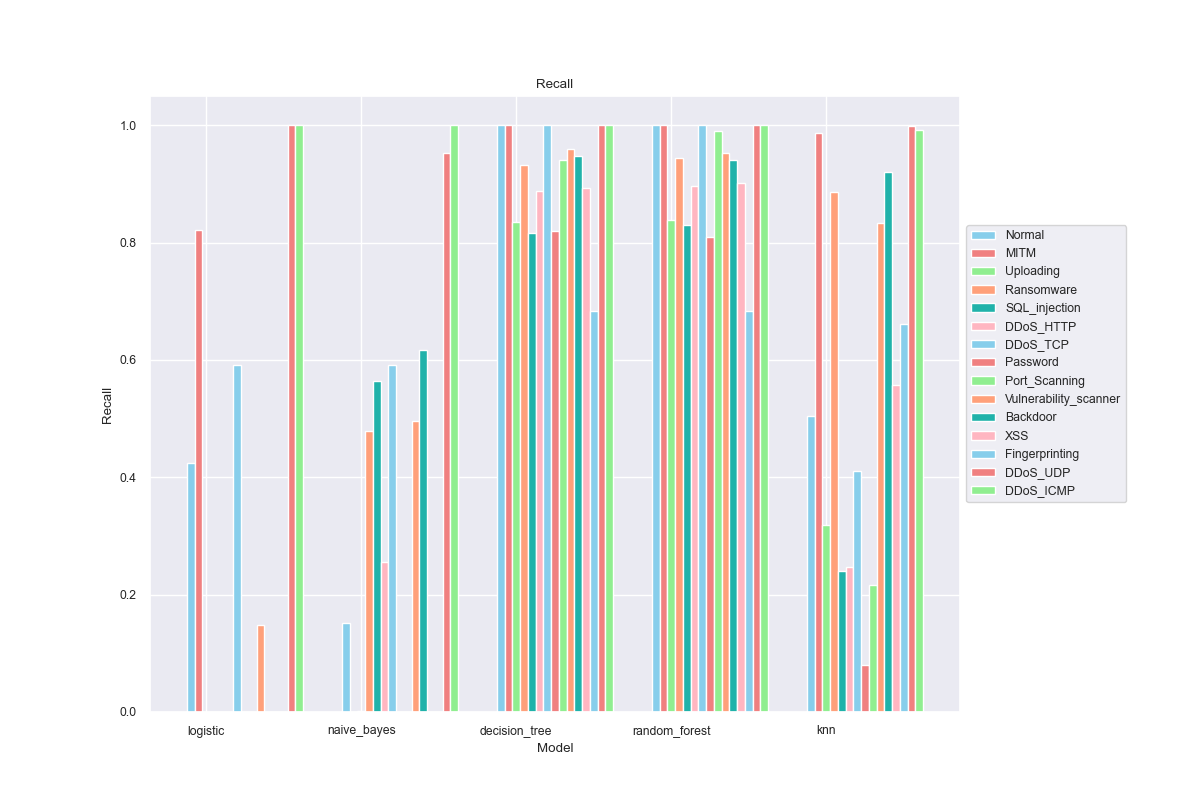 Recall
1.0
0.8
0.6
0.4
0.2
0.0
Recall
logistic
naive_bayes
decision_tree
random_forest
knn
Model
Normal
MITM
Uploading
Ransomware
SQL_injection
DDoS_HTTP
DDoS_TCP
Password
Port_Scanning
Vulnerability_scanner
Backdoor
XSS
Fingerprinting
DDoS_UDP
DDoS_ICMP